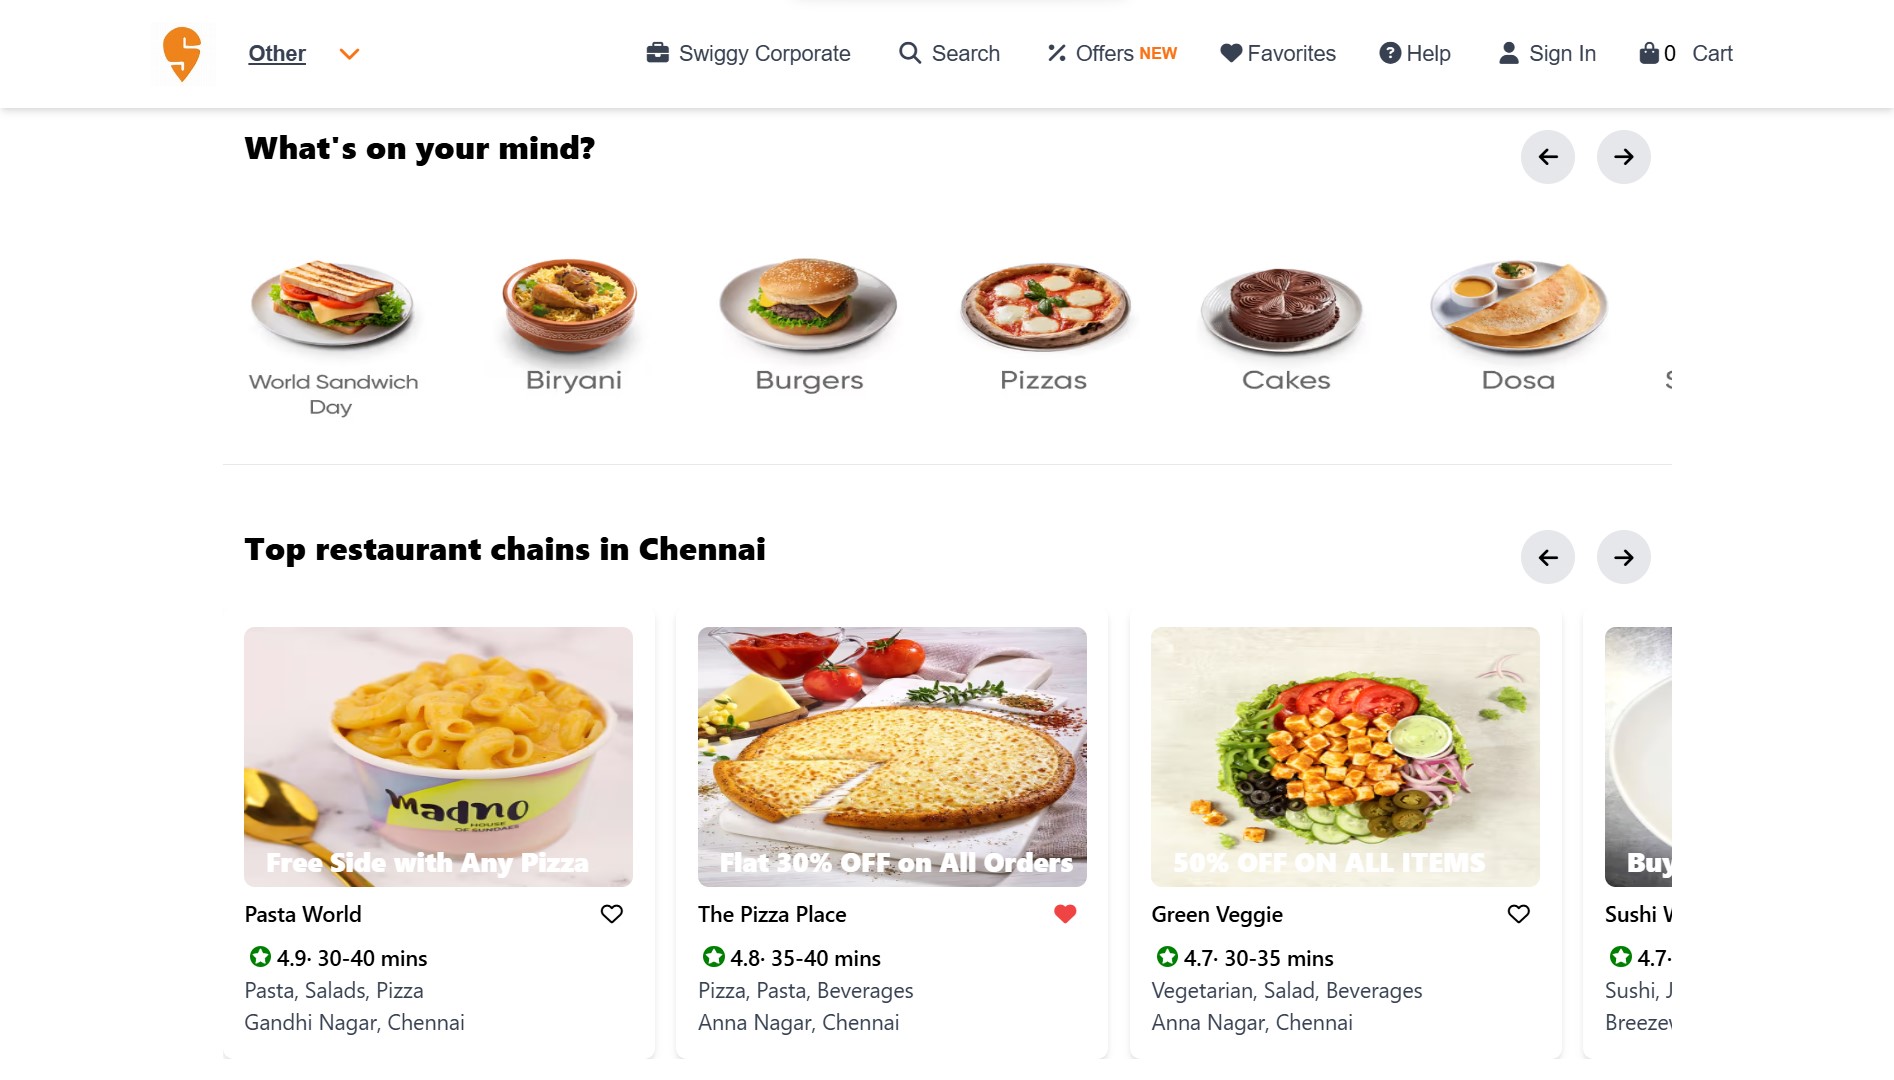 Other
Swiggy Corporate
Search
Offers NEW
Favorites
Help
Sign In
0 Cart
What's on your mind?
World Sandwich
Day
Biryani
Burgers
Pizzas
Cakes
Dosa
Top restaurant chains in Chennai
Madno
HOUSE
OF SUNDAES
Free Side with Any Pizza
Pasta World
4.9· 30-40 mins
Pasta, Salads, Pizza
Gandhi Nagar, Chennai
Flat 30% OFF on All Orders
The Pizza Place
4.8· 35-40 mins
Pizza, Pasta, Beverages
Anna Nagar, Chennai
50% OFF ON ALL ITEMS
Green Veggie
4.7· 30-35 mins
Vegetarian, Salad, Beverages
Anna Nagar, Chennai
Buy
Sushi
4.7·
Sushi,